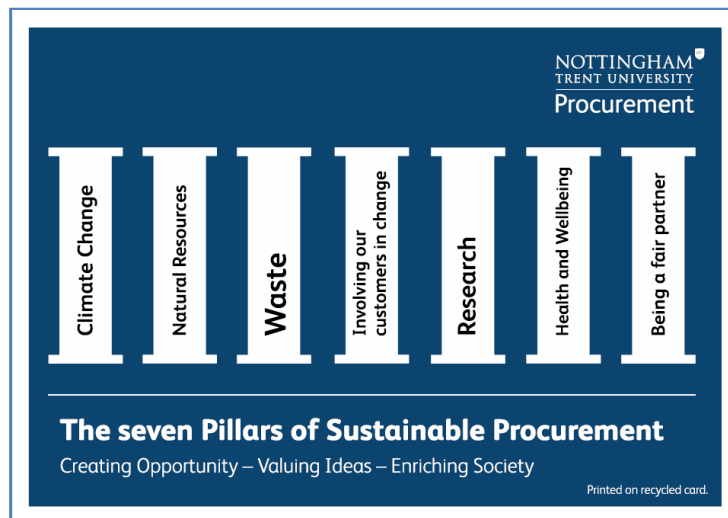 NOTTINGHAM
TRENT UNIVERSITY
Procurement
Climate Change
Natural Resources
Waste
Involving our
customers in change
Research
Health and Wellbeing
Being a fair partner
The seven Pillars of Sustainable Procurement
Creating Opportunity – Valuing Ideas – Enriching Society
Printed on recycled card.